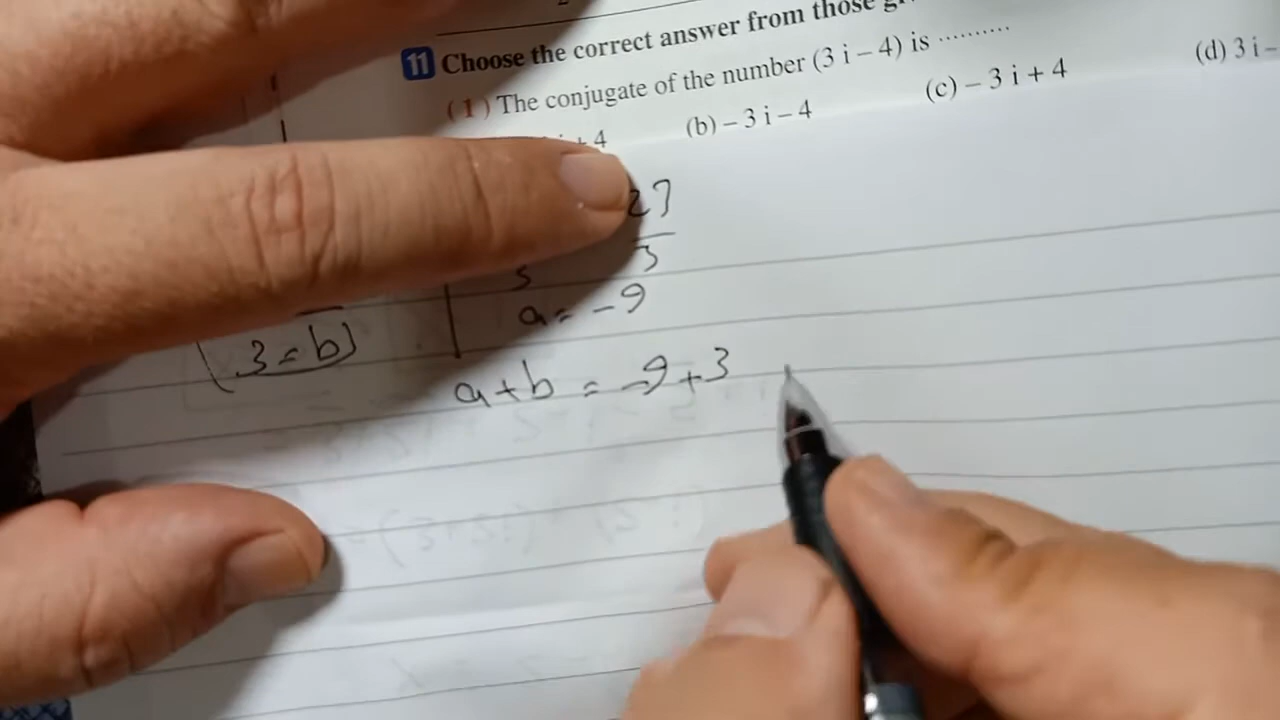 11 Choose the correct answer from those
(1) The conjugate of the number (3 i – 4) is ..........
+ 4 (b) – 3 i – 4 (c) – 3 i + 4 (d) 3 i –
27
3
3
a = -9
3 = b
a+b = -9+3